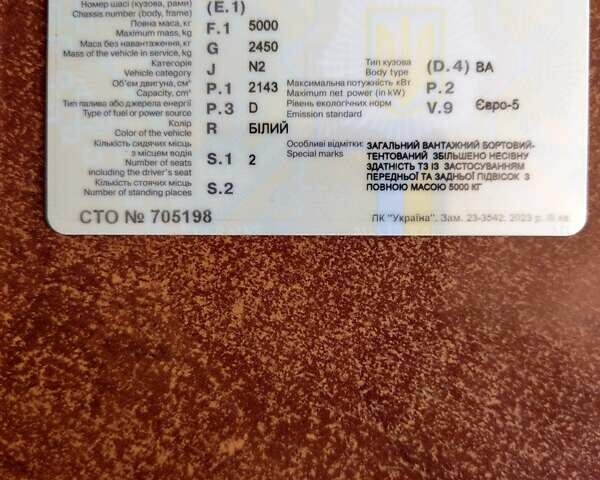 Номер шасі (кузова, рами)
Chassis number (body, frame) (E.1)
Повна маса, кг
Maximum mass, kg F.1 5000
Маса без навантаження, кг
Mass of the vehicle in service, kg G 2450
Категорія
Vehicle category J N2
Тип кузова
Body type (D.4) ВА
Об'єм двигуна, см³
Capacity, cm³ P.1 2143
Максимальна потужність кВт
Maximum net power (in kW) P.2
Тип палива або джерела енергії
Type of fuel or power source P.3 D
Рівень екологічних норм
Emission standard V.9 Євро-5
Колір
Color of the vehicle R БІЛИЙ
Кількість сидячих місць
з місцем водія
Number of seats
including the driver's seat S.1 2
Кількість стоячих місць
Number of standing places S.2
Особливі відмітки:
Special marks
ЗАГАЛЬНИЙ ВАНТАЖНИЙ БОРТОВИЙ-
ТЕНТОВАНИЙ ЗБІЛЬШЕНО НЕСІВНУ
ЗДАТНІСТЬ ТЗ ІЗ ЗАСТОСУВАННЯМ
ПЕРЕДНЬОЇ ТА ЗАДНЬОЇ ПІДВІСОК З
ПОВНОЮ МАСОЮ 5000 КГ
СТО № 705198
ПК "Україна". Зам. 23-3542. 2023 р. ІІІ кв.